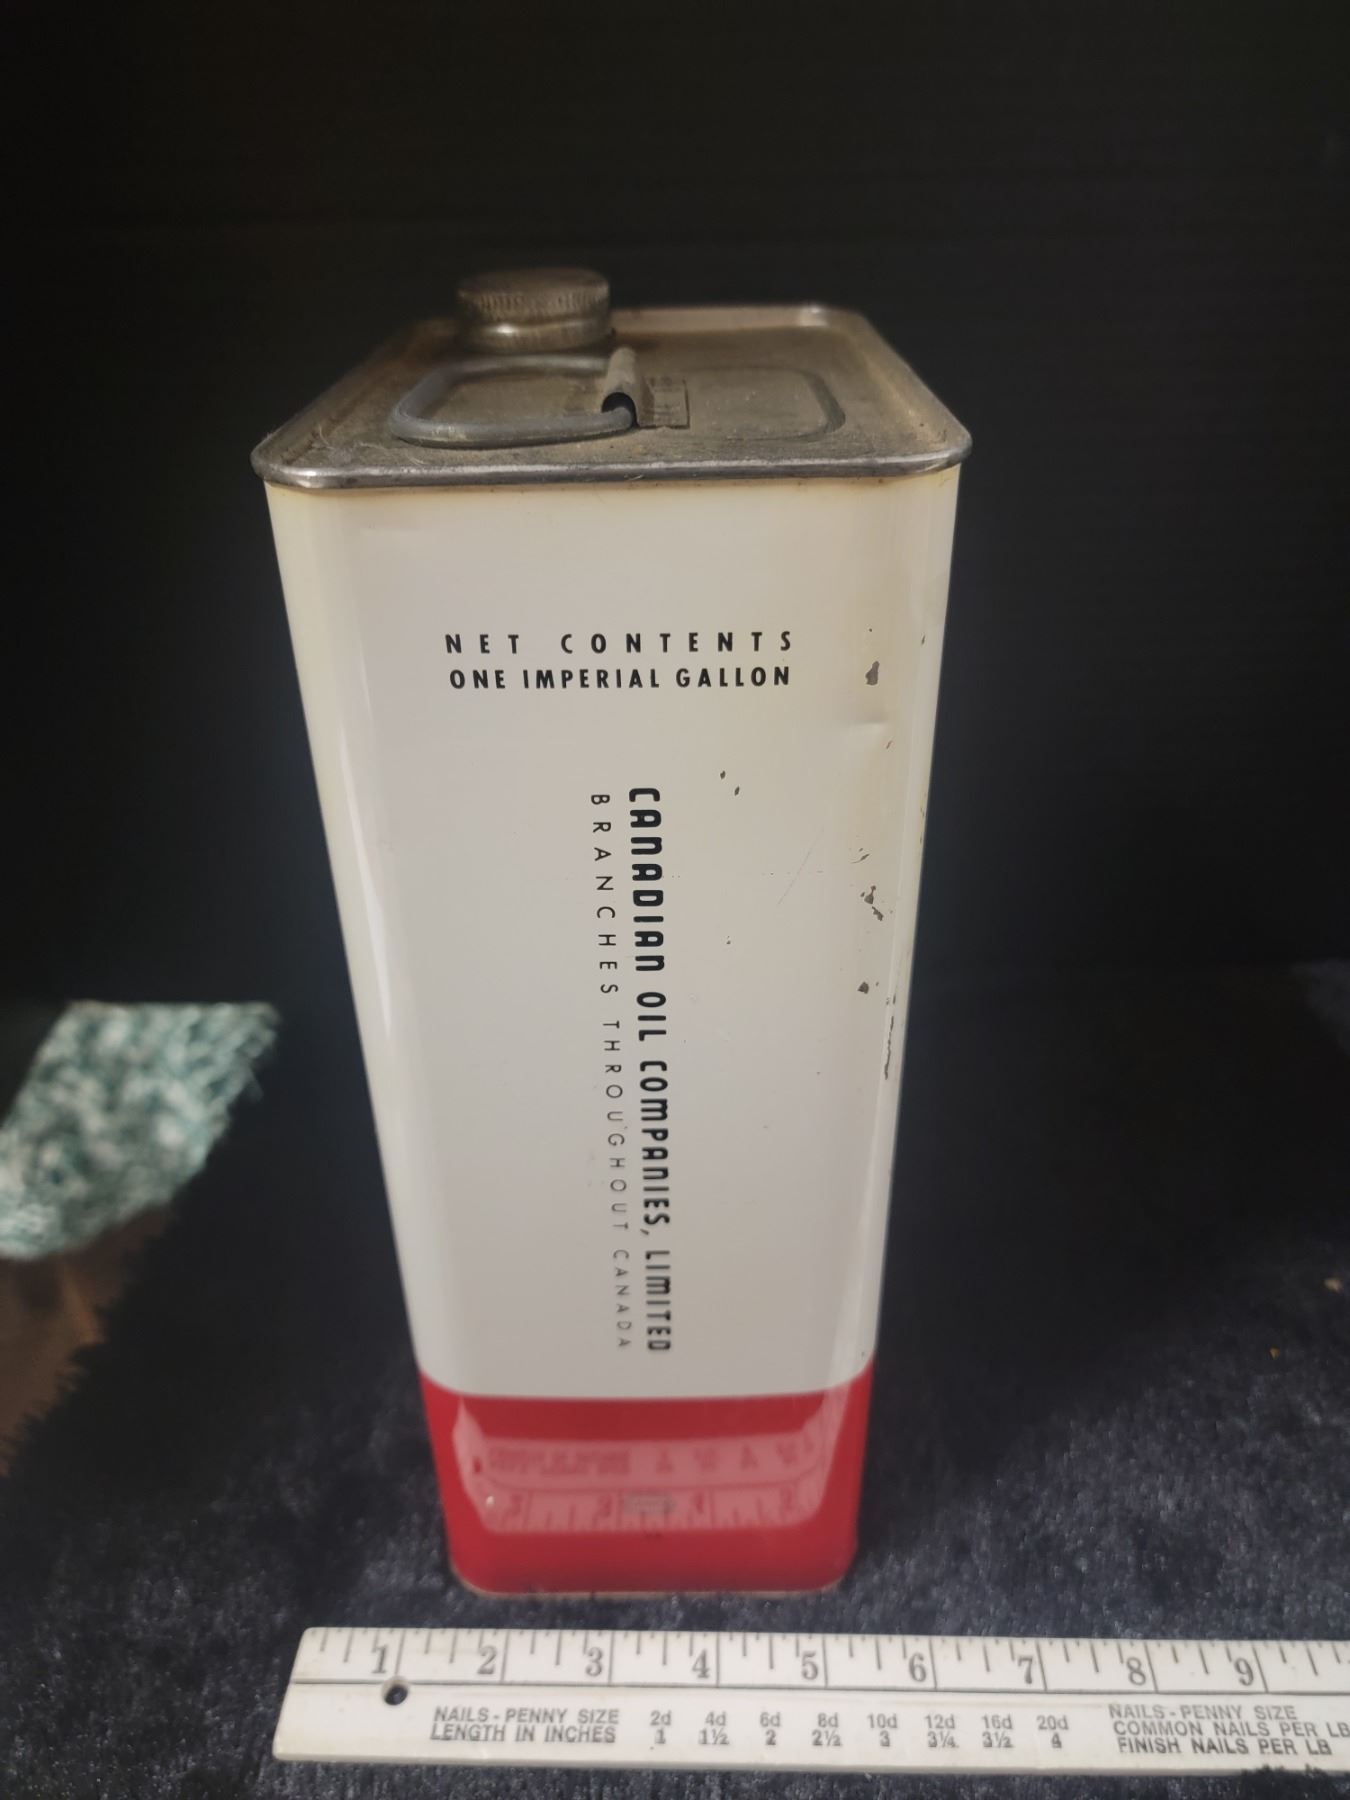 NET CONTENTS
ONE IMPERIAL GALLON
CANADIAN OIL COMPANIES, LIMITED
BRANCHES THROUGHOUT CANADA
1 2 3 4 5 6 7 8 9
NAILS - PENNY SIZE 2d 4d 6d 8d 10d 12d 16d 20d
LENGTH IN INCHES 1 1½ 2 2½ 3 3¼ 3½ 4
NAILS - PENNY SIZE
COMMON NAILS PER LB
FINISH NAILS PER LB